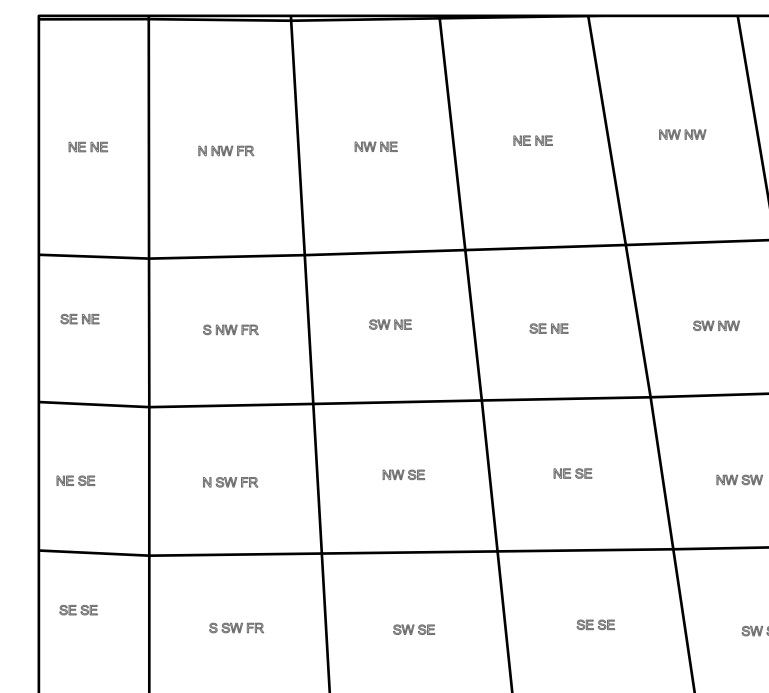 NE NE
N NW FR
NW NE
NE NE
NW NW
SE NE
S NW FR
SW NE
SE NE
SW NW
NE SE
N SW FR
NW SE
NE SE
NW SW
SE SE
S SW FR
SW SE
SE SE
SW